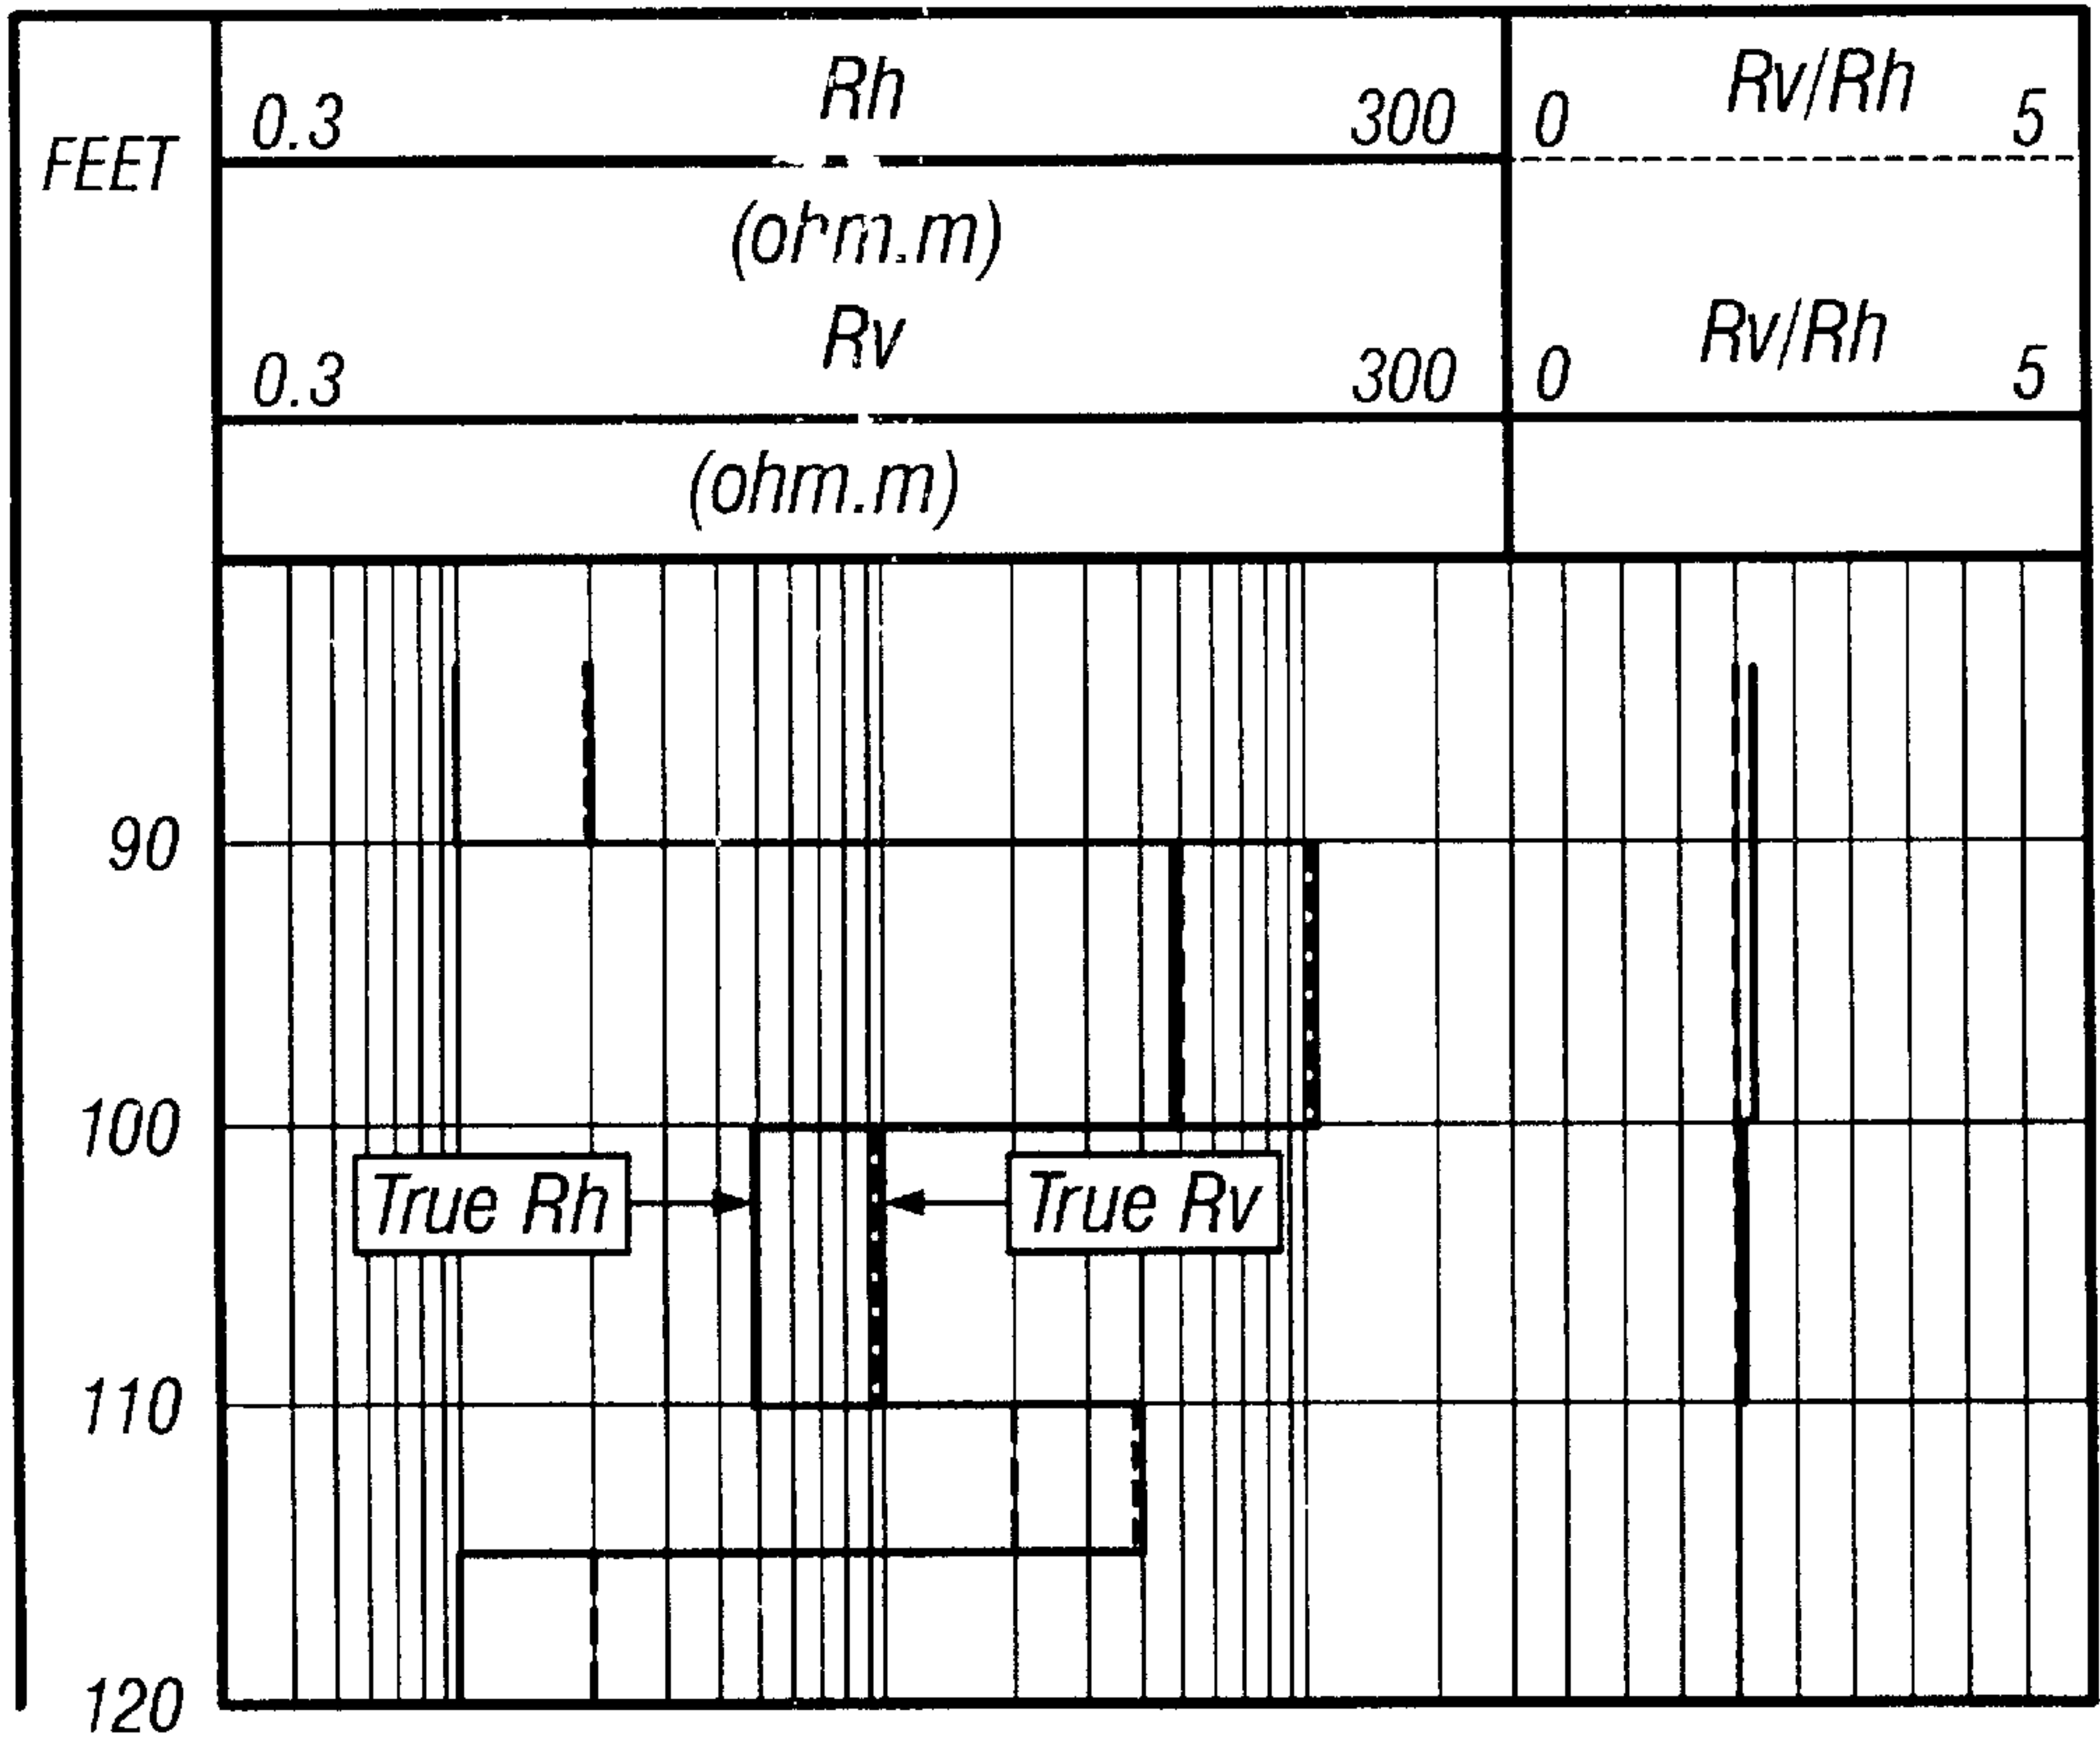 FEET
Rh
0.3 300
(ohm.m)
Rv
0.3 300
(ohm.m)
Rv/Rh
0 5
Rv/Rh
0 5
90
100
True Rh True Rv
110
120